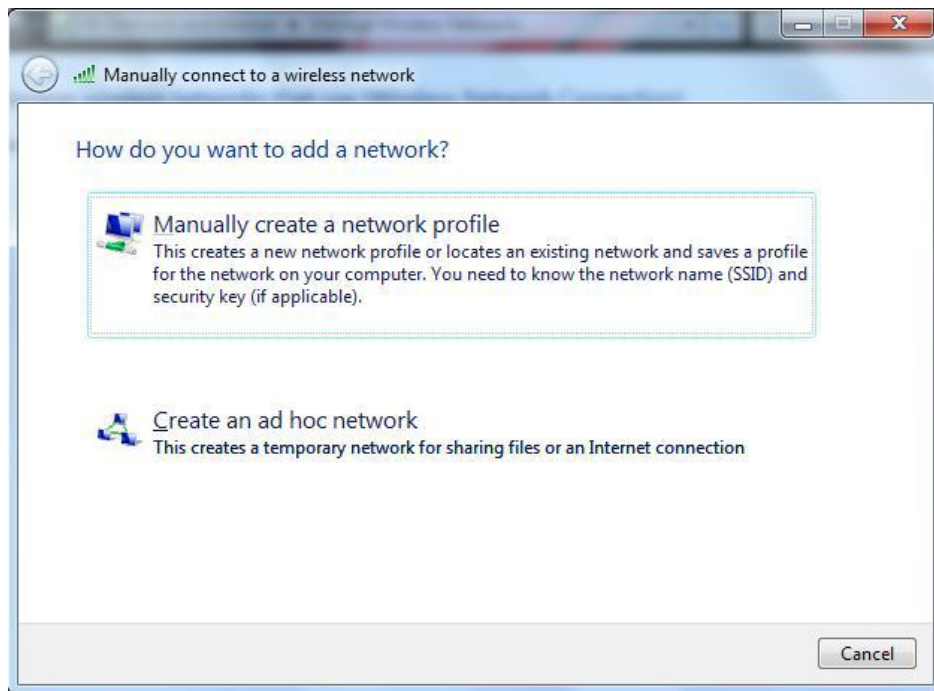 Manually connect to a wireless network
How do you want to add a network?
Manually create a network profile
This creates a new network profile or locates an existing network and saves a profile
for the network on your computer. You need to know the network name (SSID) and
security key (if applicable).
Create an ad hoc network
This creates a temporary network for sharing files or an Internet connection
Cancel